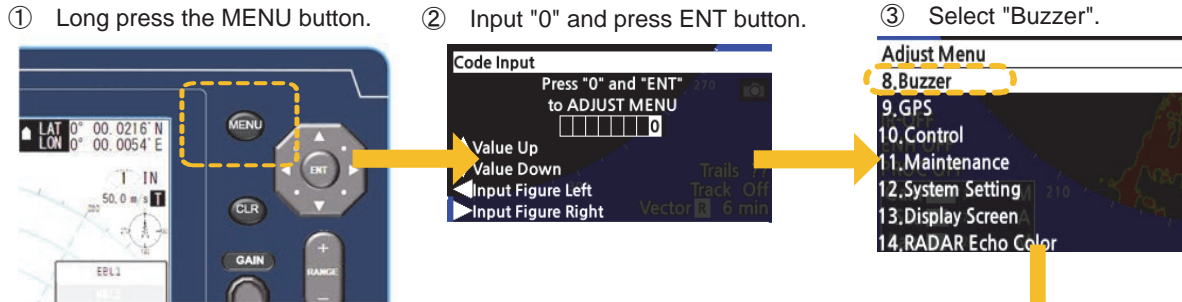 ① Long press the MENU button.
② Input "0" and press ENT button.
③ Select "Buzzer".
LAT 0° 00. 0216' N
LON 0° 00. 0054' E
1 IN
50. 0 m s T
EBL1
MENU
ENT
CLR
GAIN
+
RANGE
−
Code Input
Press "0" and "ENT"
to ADJUST MENU
0
Value Up
Value Down
Input Figure Left
Input Figure Right
270
Trails
Track Off
Vector R 6 min
Adjust Menu
8.Buzzer
9.GPS
10.Control
11.Maintenance
12.System Setting
13.Display Screen
14.RADAR Echo Color
210